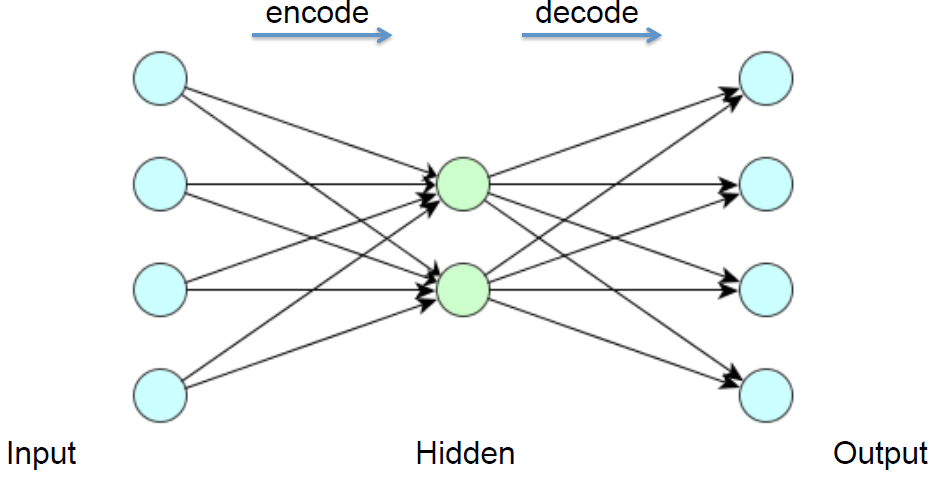 encode
decode
Input
Hidden
Output